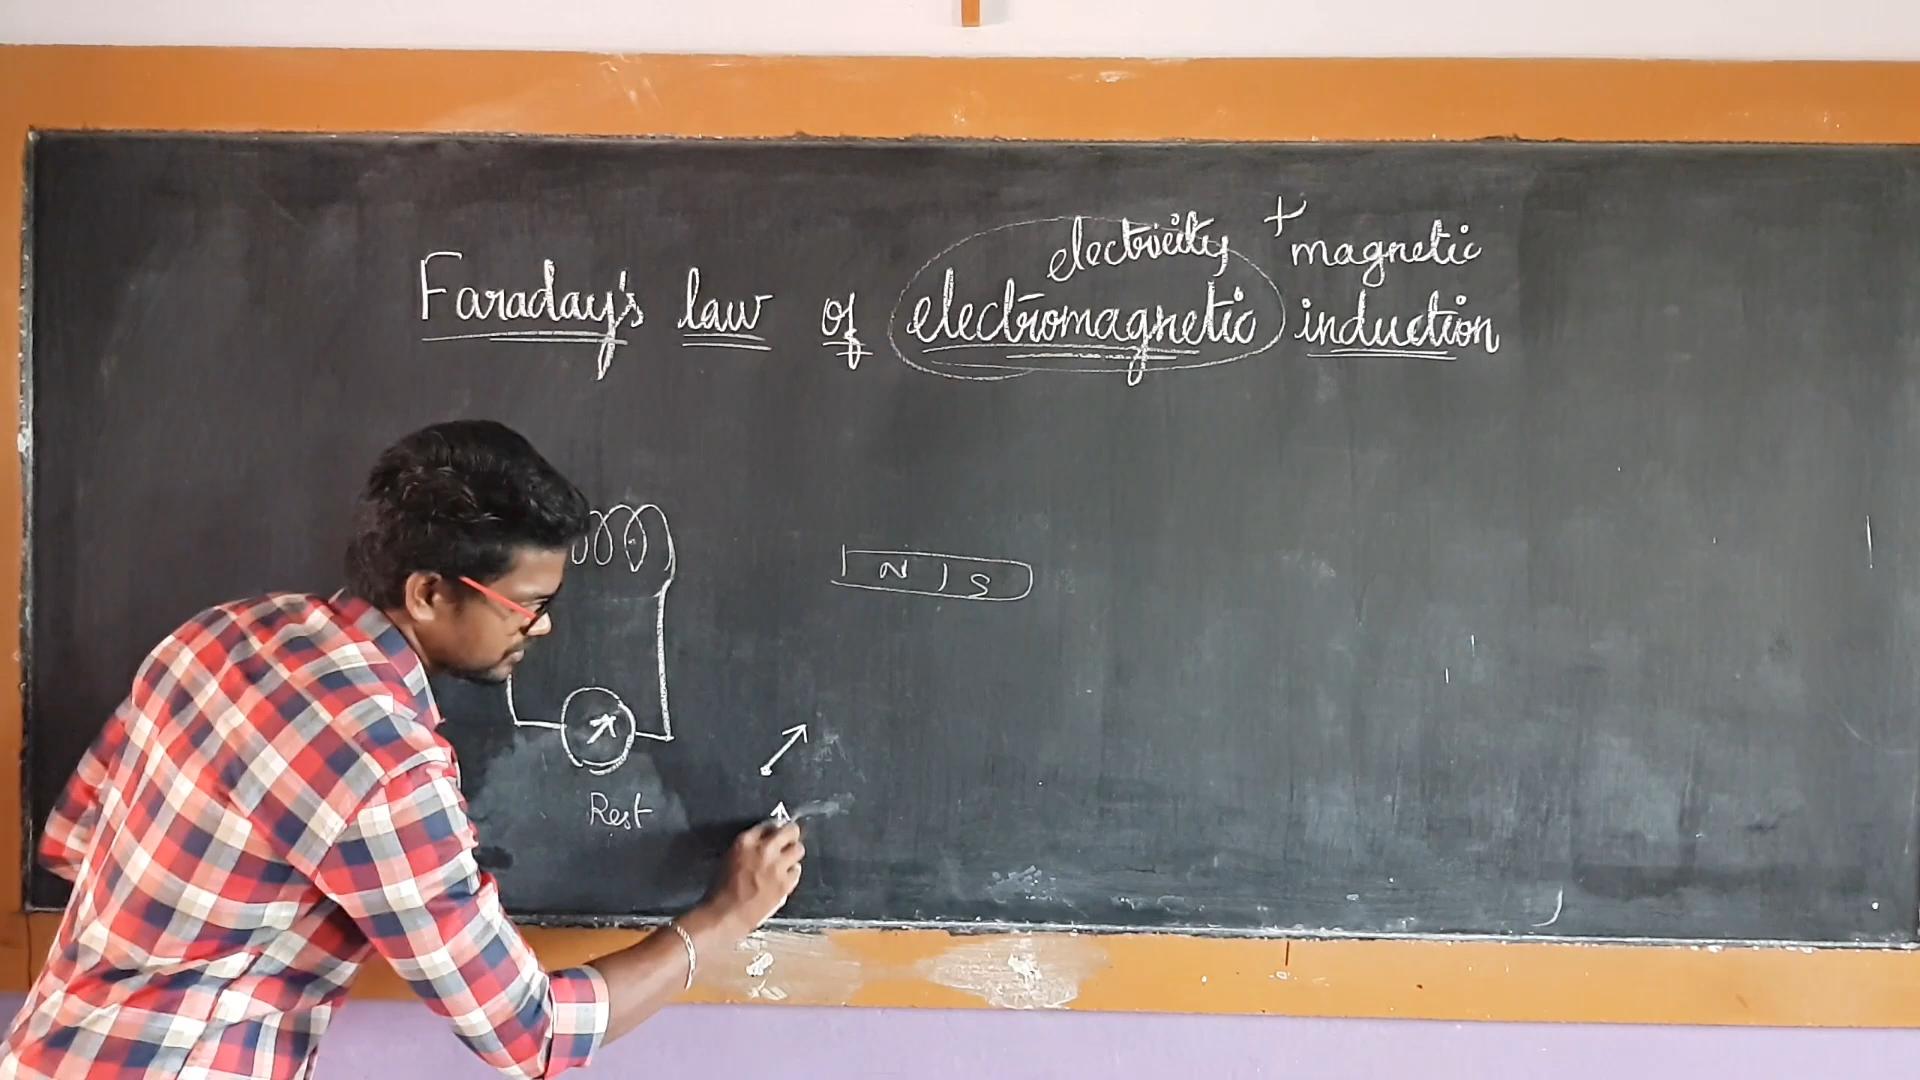 electricity + magnetic
Faraday's law of electromagnetic induction
N S
Rest